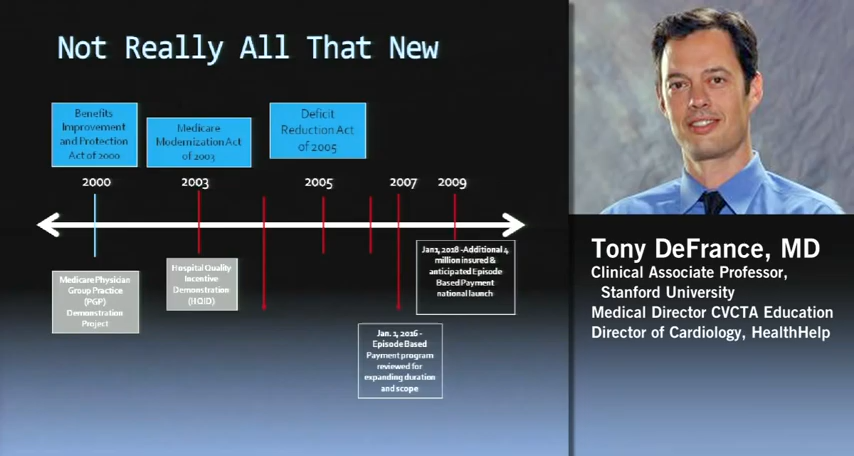 Not Really All That New
Benefits
Improvement
and Protection
Act of 2000
Medicare
Modernization Act
of 2003
Deficit
Reduction Act
of 2005
2000
2003
2005
2007
2009
Medicare Physician
Group Practice
(PGP)
Demonstration
Project
Hospital Quality
Incentive
Demonstration
(HQID)
Jan 1, 2018 -Additional 4
million insured &
anticipated Episode
Based Payment
national launch
Jan. 1, 2016 -
Episode Based
Payment program
reviewed for
expanding duration
and scope
Tony DeFrance, MD
Clinical Associate Professor,
Stanford University
Medical Director CVCTA Education
Director of Cardiology, HealthHelp